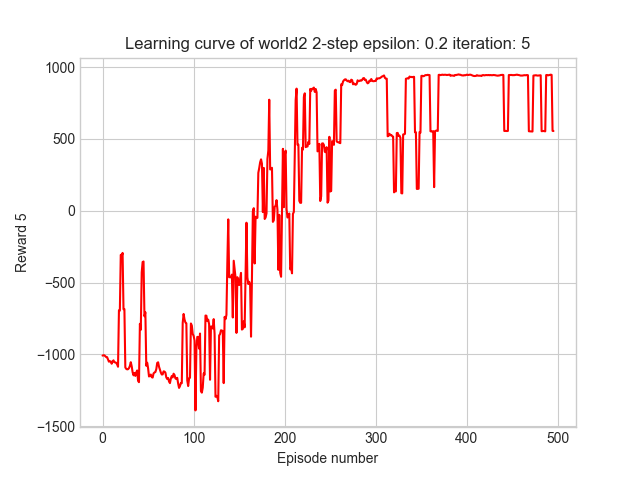 Learning curve of world2 2-step epsilon: 0.2 iteration: 5
1000
500
0
−500
−1000
−1500
Reward 5
0 100 200 300 400 500
Episode number